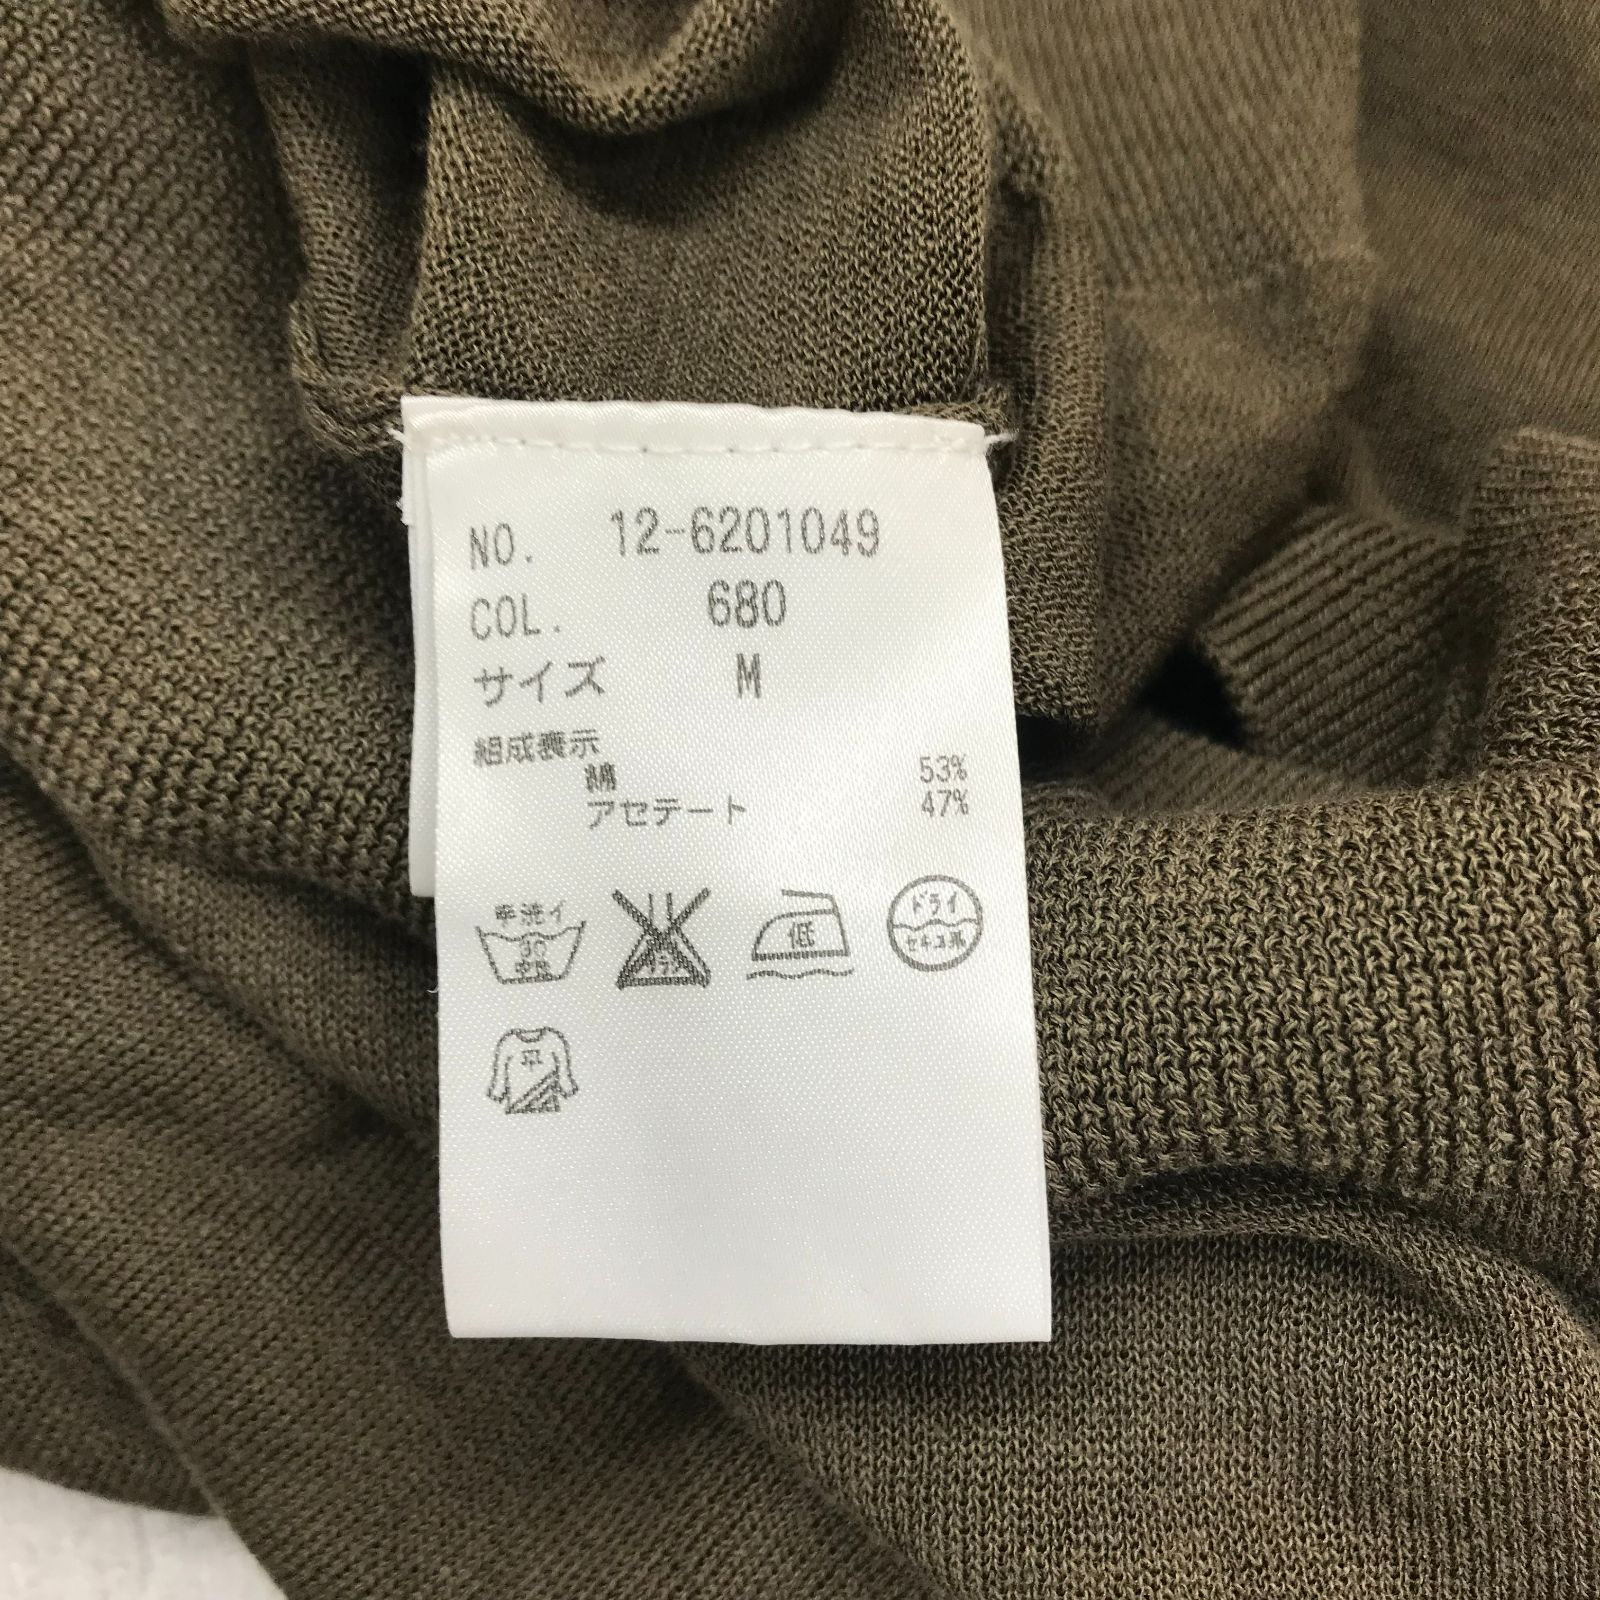 NO. 12-6201049
COL. 680
サイズ M
組成表示
綿 53%
アセテート 47%
手洗イ
30
中性
低
ドライ
セキユ系
平